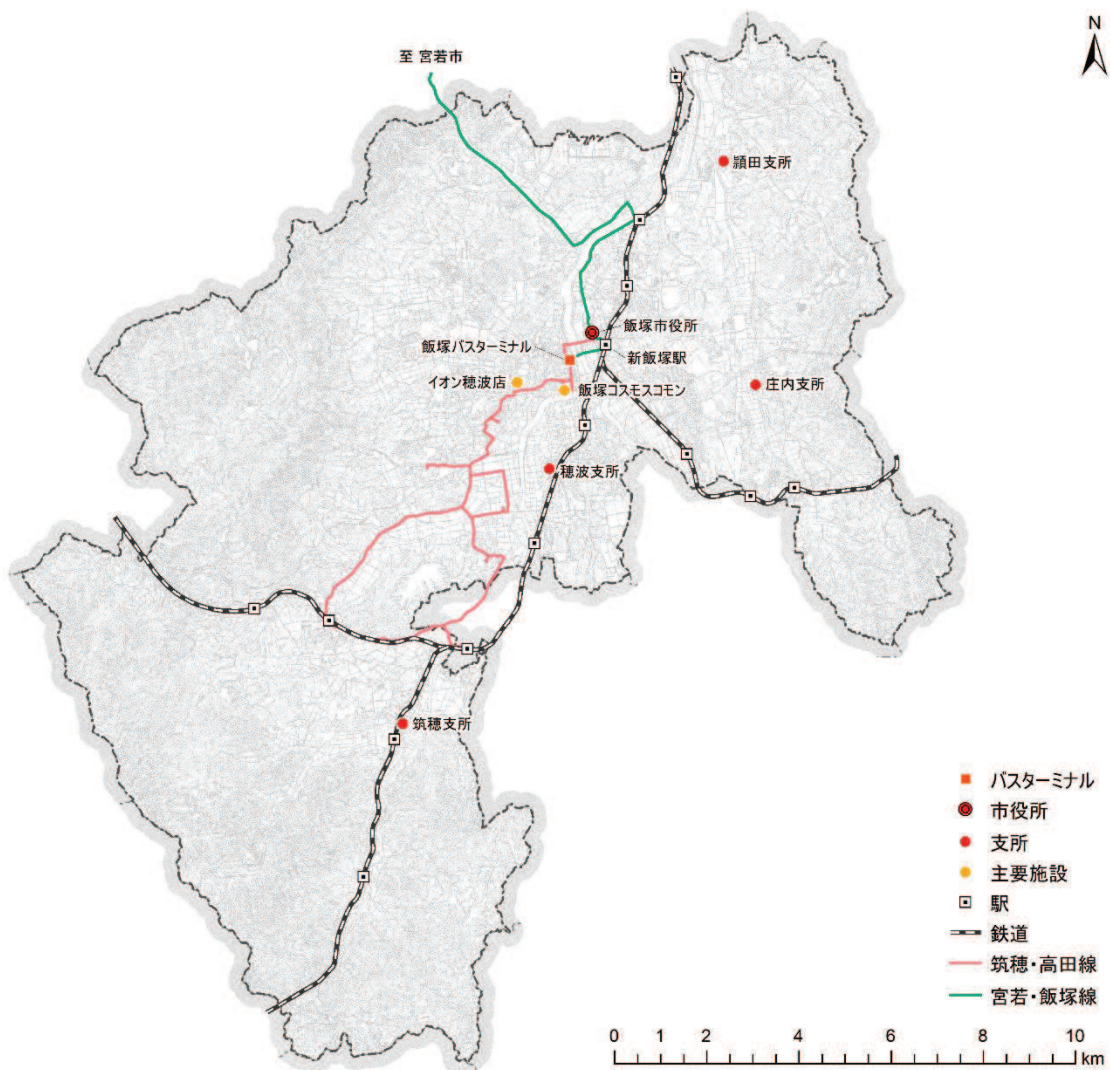 N
至 宮若市
頴田支所
飯塚市役所
飯塚バスターミナル
新飯塚駅
イオン穂波店
飯塚コスモスコモン
庄内支所
穂波支所
筑穂支所
バスターミナル
市役所
支所
主要施設
駅
鉄道
筑穂・高田線
宮若・飯塚線
0 1 2 4 6 8 10
km